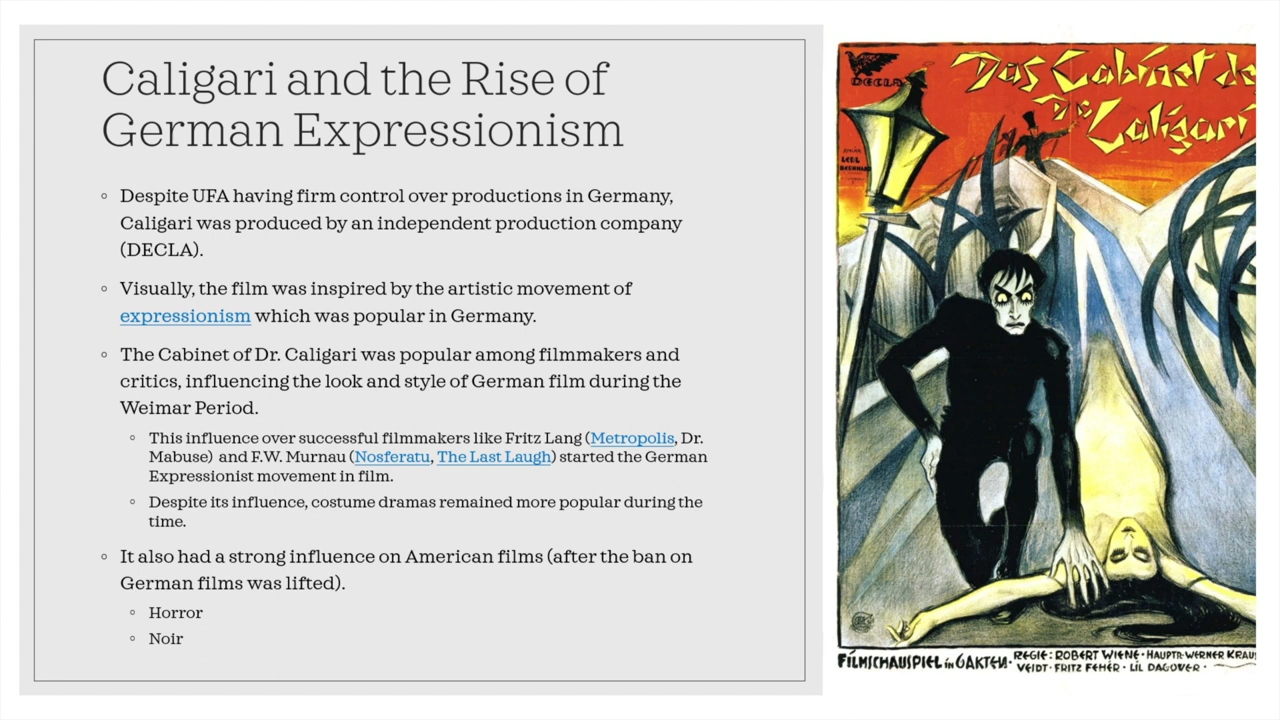 Caligari and the Rise of
German Expressionism
Despite UFA having firm control over productions in Germany,
Caligari was produced by an independent production company
(DECLA).
Visually, the film was inspired by the artistic movement of
expressionism which was popular in Germany.
The Cabinet of Dr. Caligari was popular among filmmakers and
critics, influencing the look and style of German film during the
Weimar Period.
This influence over successful filmmakers like Fritz Lang (Metropolis, Dr.
Mabuse) and F.W. Murnau (Nosferatu, The Last Laugh) started the German
Expressionist movement in film.
Despite its influence, costume dramas remained more popular during the
time.
It also had a strong influence on American films (after the ban on
German films was lifted).
Horror
Noir
DECLA
Das Cabinet de
Dr. Caligari
FILMSCHAUSPIEL in 6 AKTEN·
REGIE: ROBERT WIENE · HAUPTR: WERNER KRAU
VEIDT · FRITZ FEHER · LIL DAGOVER ·